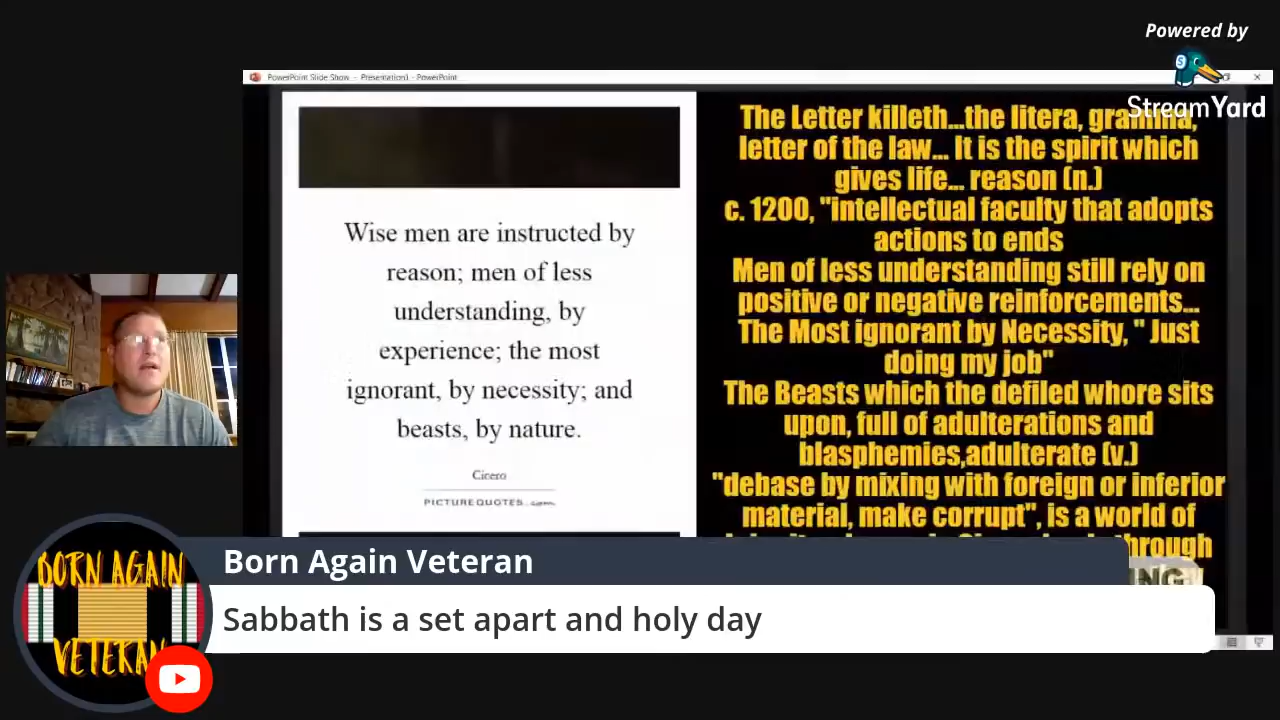 Powered by
StreamYard
PowerPoint Slide Show - Presentation1 - PowerPoint
Wise men are instructed by
reason; men of less
understanding, by
experience; the most
ignorant, by necessity; and
beasts, by nature.
Cicero
PICTUREQUOTES.com
The Letter killeth...the litera, gramma,
letter of the law... It is the spirit which
gives life... reason (n.)
c. 1200, "intellectual faculty that adopts
actions to ends
Men of less understanding still rely on
positive or negative reinforcements...
The Most ignorant by Necessity, " Just
doing my job"
The Beasts which the defiled whore sits
upon, full of adulterations and
blasphemies,adulterate (v.)
"debase by mixing with foreign or inferior
material, make corrupt", is a world of
through
BORN AGAIN
VETERAN
Born Again Veteran
Sabbath is a set apart and holy day